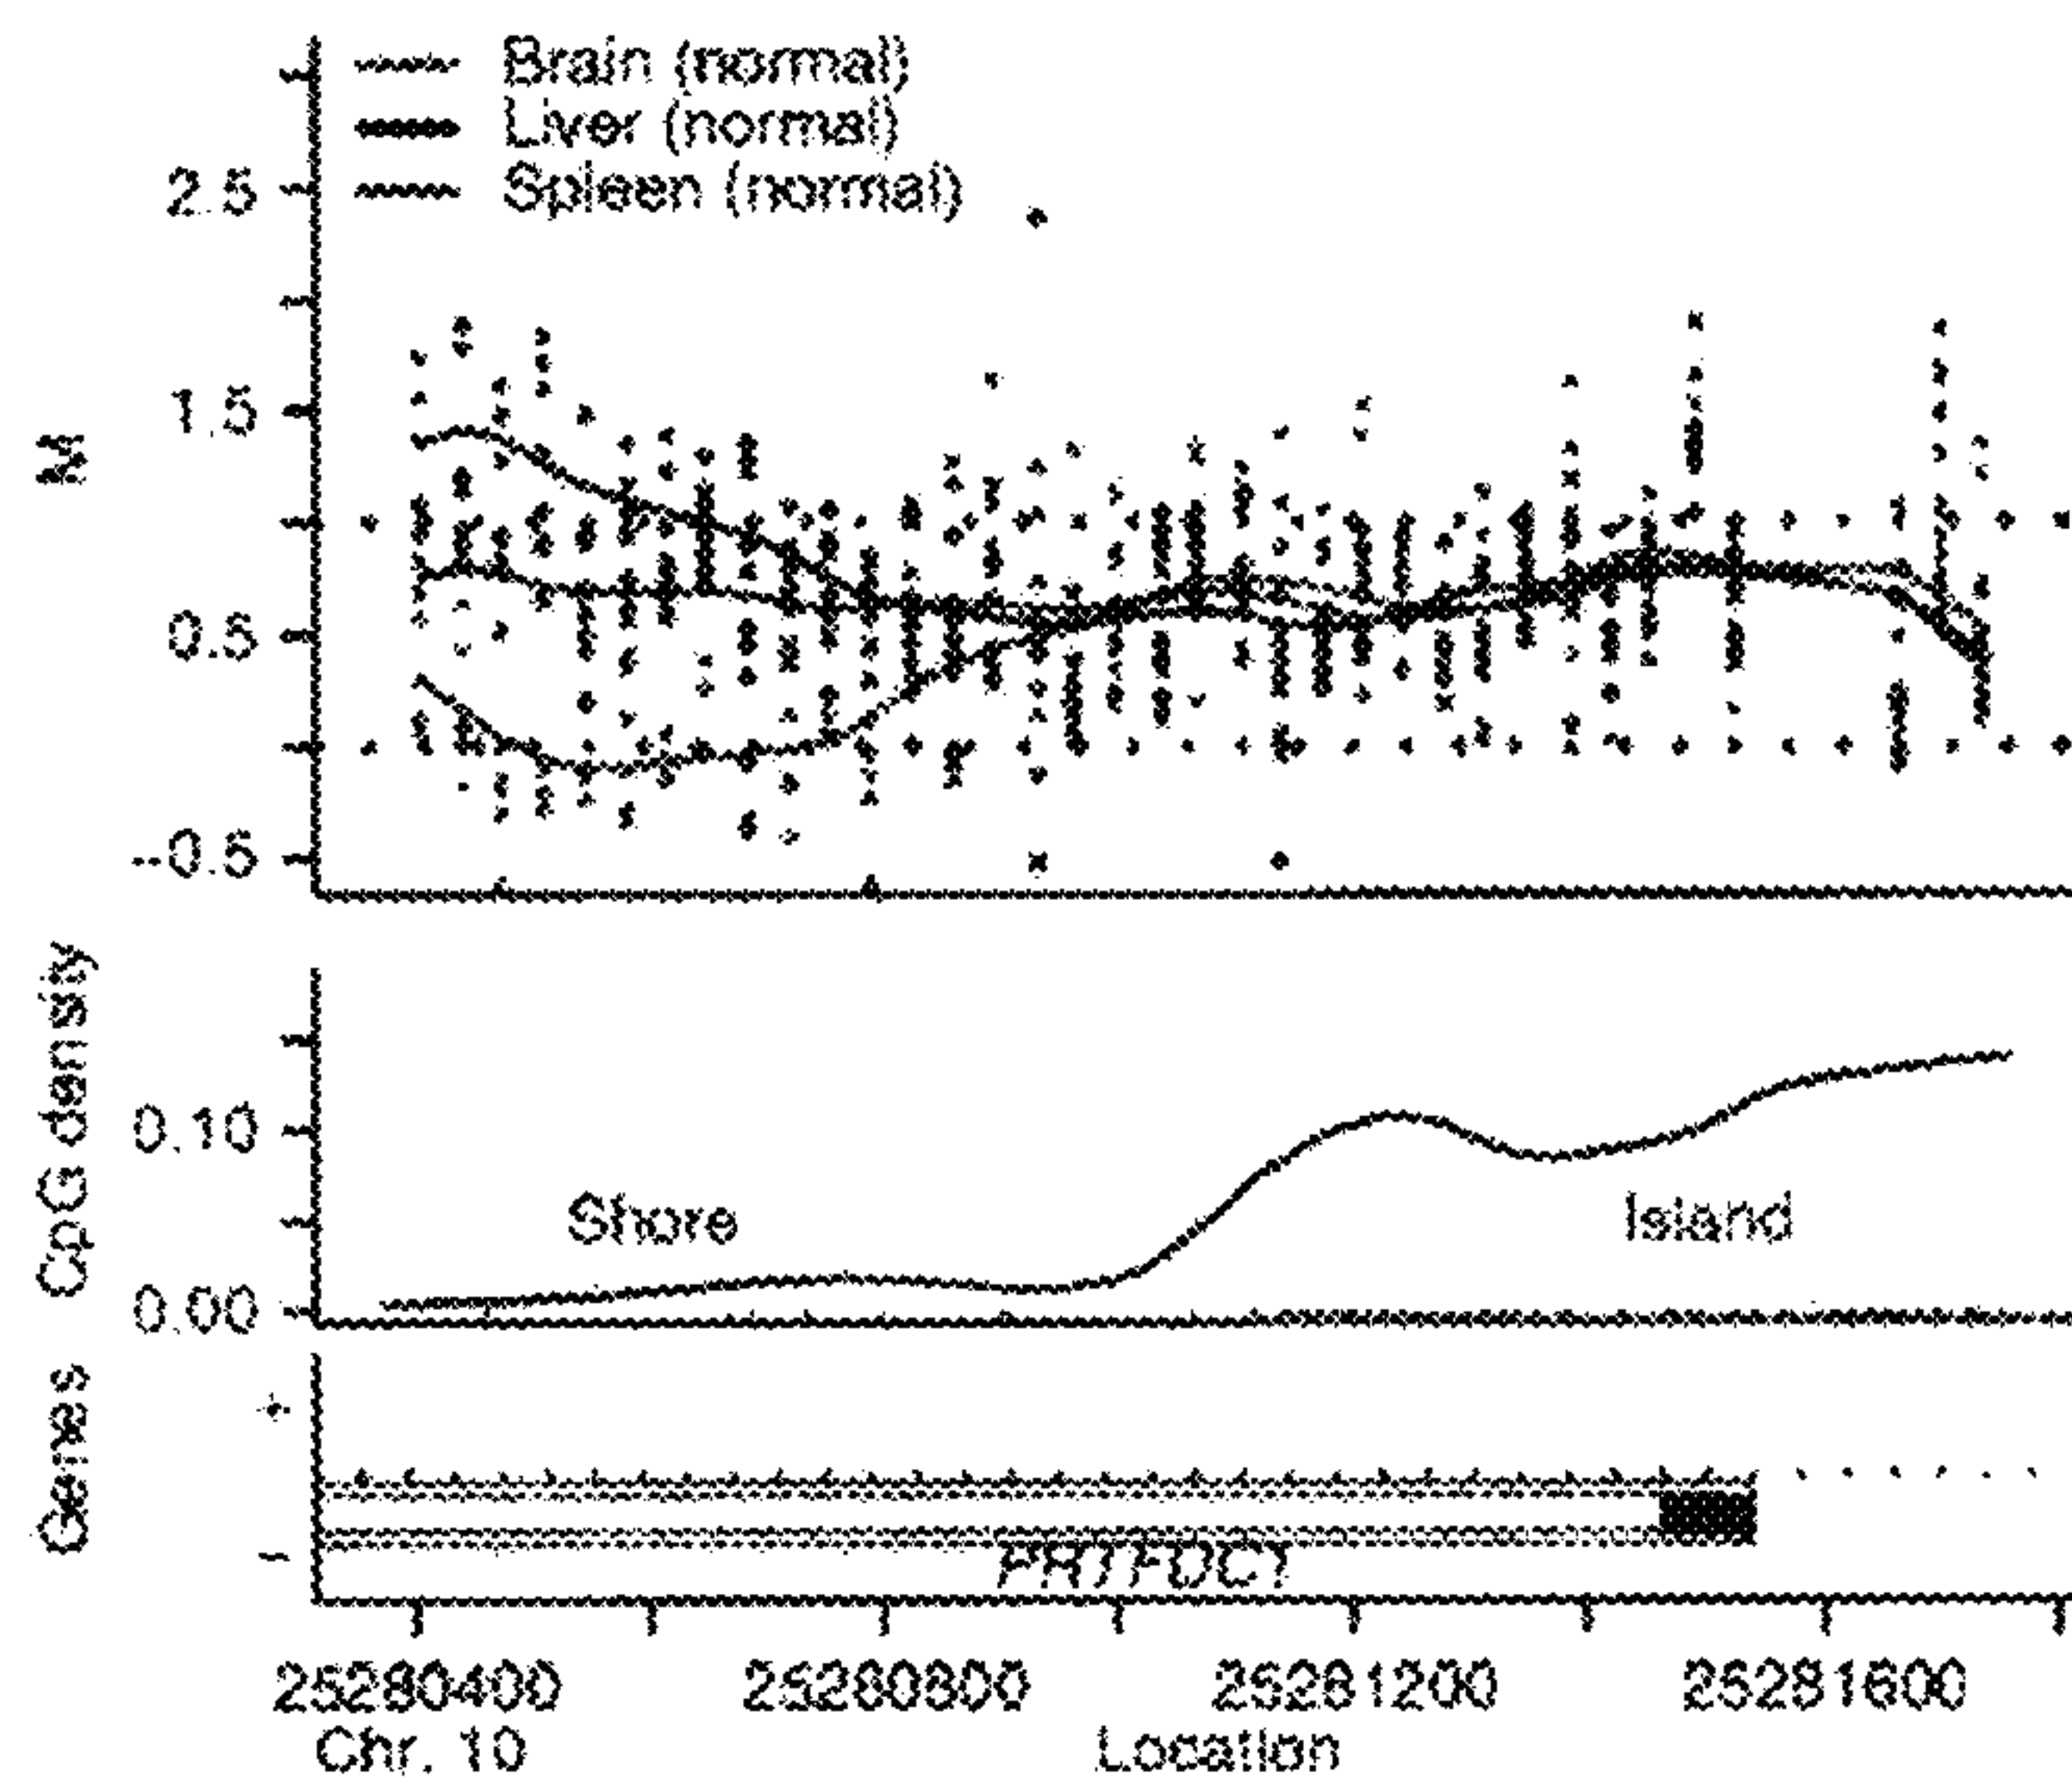 Brain (normal)
Liver (normal)
Spleen (normal)
2.5
1.5
0.5
-0.5
M
CpG density
0.10
0.00
Shore
Island
Genes
+
-
PRTFDC1
25280400
25280800
25281200
25281600
Chr. 10
Location